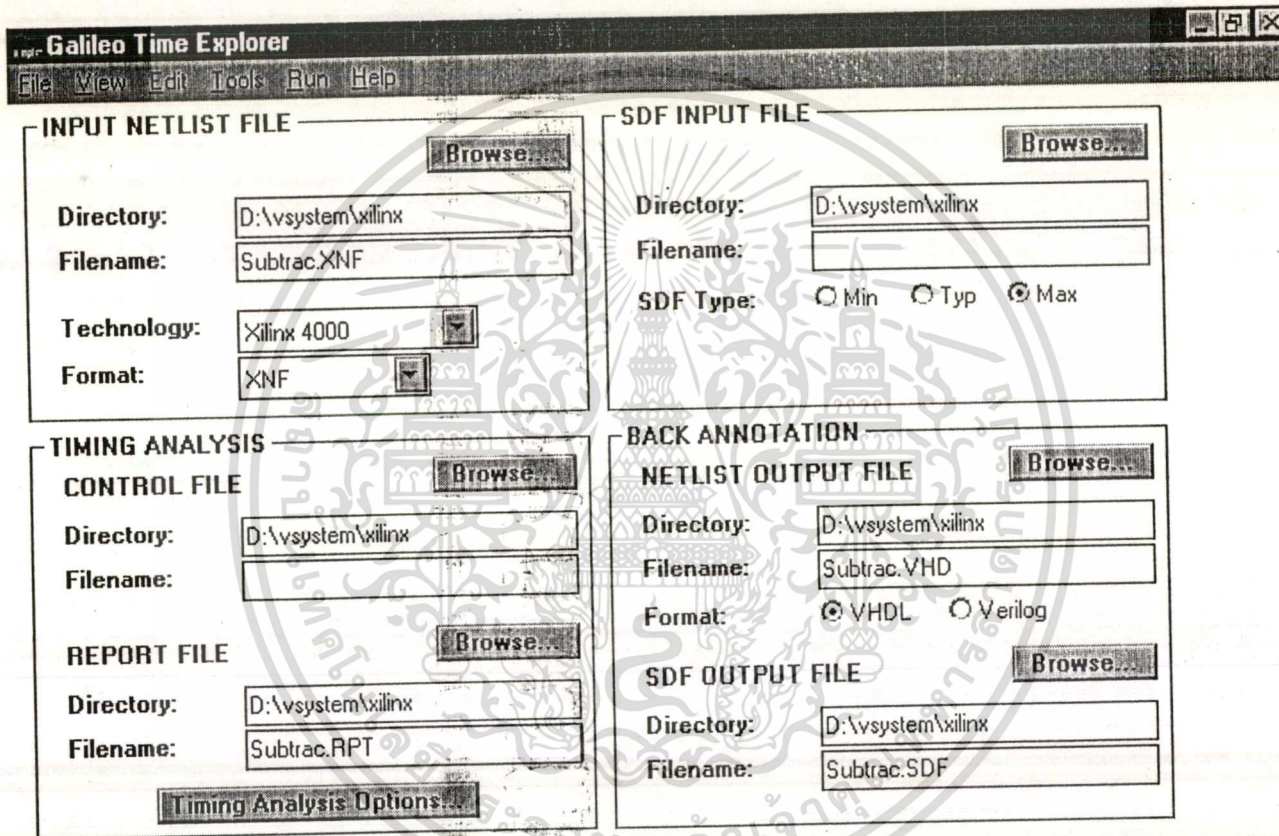 Galileo Time Explorer
File View Edit Tools Run Help
INPUT NETLIST FILE
Browse...
Directory: D:\vsystem\xilinx
Filename: Subtrac.XNF
Technology: Xilinx 4000
Format: XNF
SDF INPUT FILE
Browse...
Directory: D:\vsystem\xilinx
Filename:
SDF Type: Min Typ Max
TIMING ANALYSIS
CONTROL FILE
Browse...
Directory: D:\vsystem\xilinx
Filename:
REPORT FILE
Browse...
Directory: D:\vsystem\xilinx
Filename: Subtrac.RPT
Timing Analysis Options...
BACK ANNOTATION
NETLIST OUTPUT FILE
Browse...
Directory: D:\vsystem\xilinx
Filename: Subtrac.VHD
Format: VHDL Verilog
SDF OUTPUT FILE
Browse...
Directory: D:\vsystem\xilinx
Filename: Subtrac.SDF